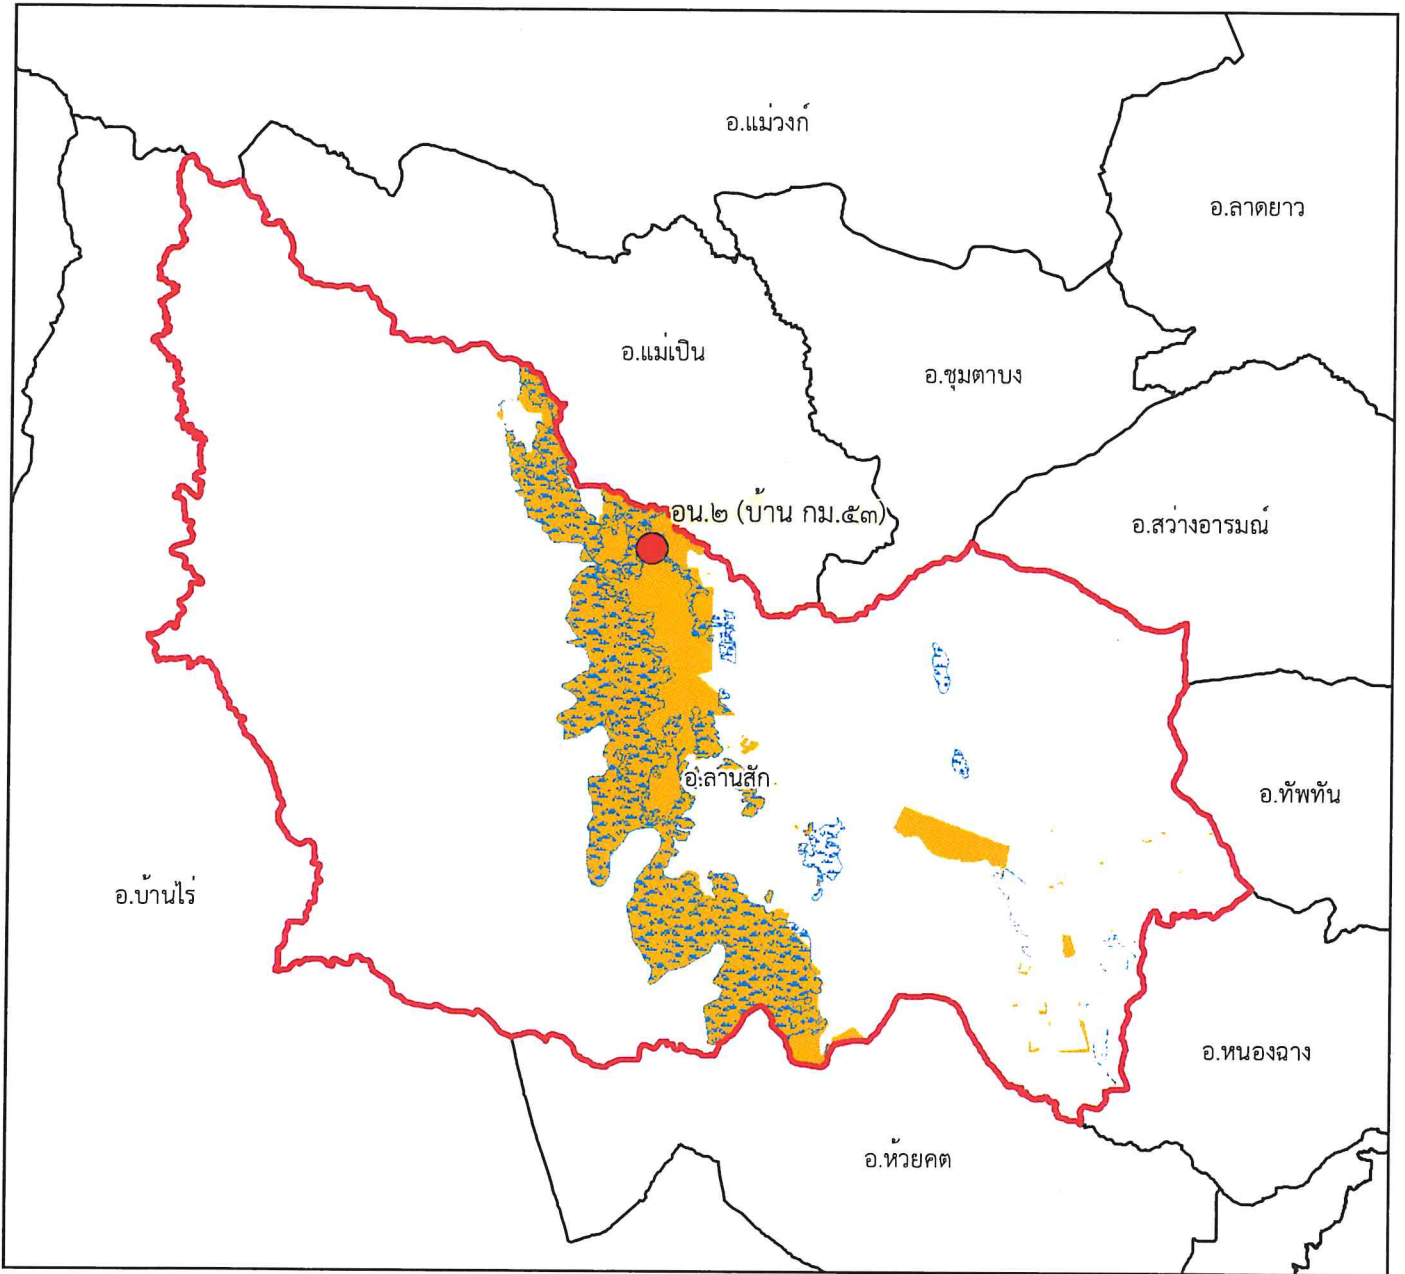 อ.แม่วงก์
อ.ลาดยาว
อ.แม่เปิน
อ.ชุมตาบง
อน.๒ (บ้าน กม.๕๓)
อ.สว่างอารมณ์
อ.ลานสัก
อ.ทัพทัน
อ.บ้านไร่
อ.หนองฉาง
อ.ห้วยคต